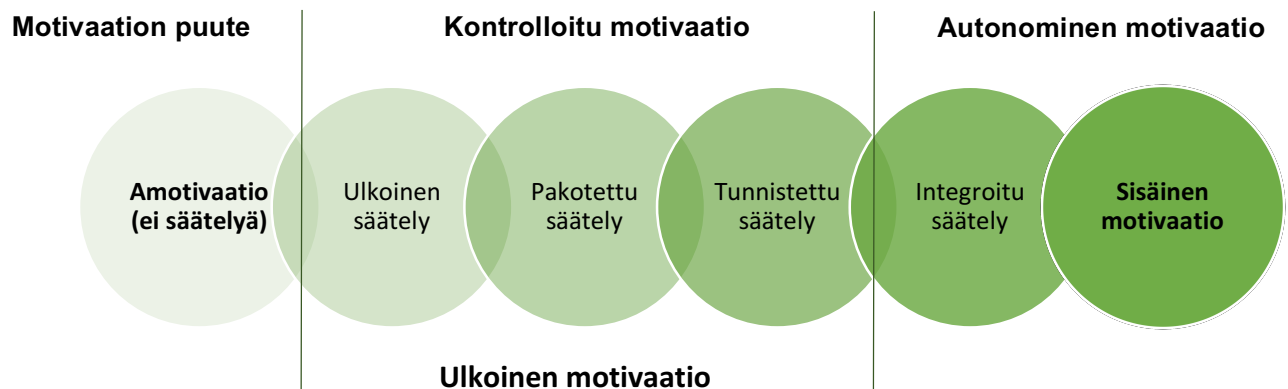 Motivaation puute
Kontrolloitu motivaatio
Autonominen motivaatio
Amotivaatio
(ei säätelyä)
Ulkoinen
säätely
Pakotettu
säätely
Tunnistettu
säätely
Integroitu
säätely
Sisäinen
motivaatio
Ulkoinen motivaatio